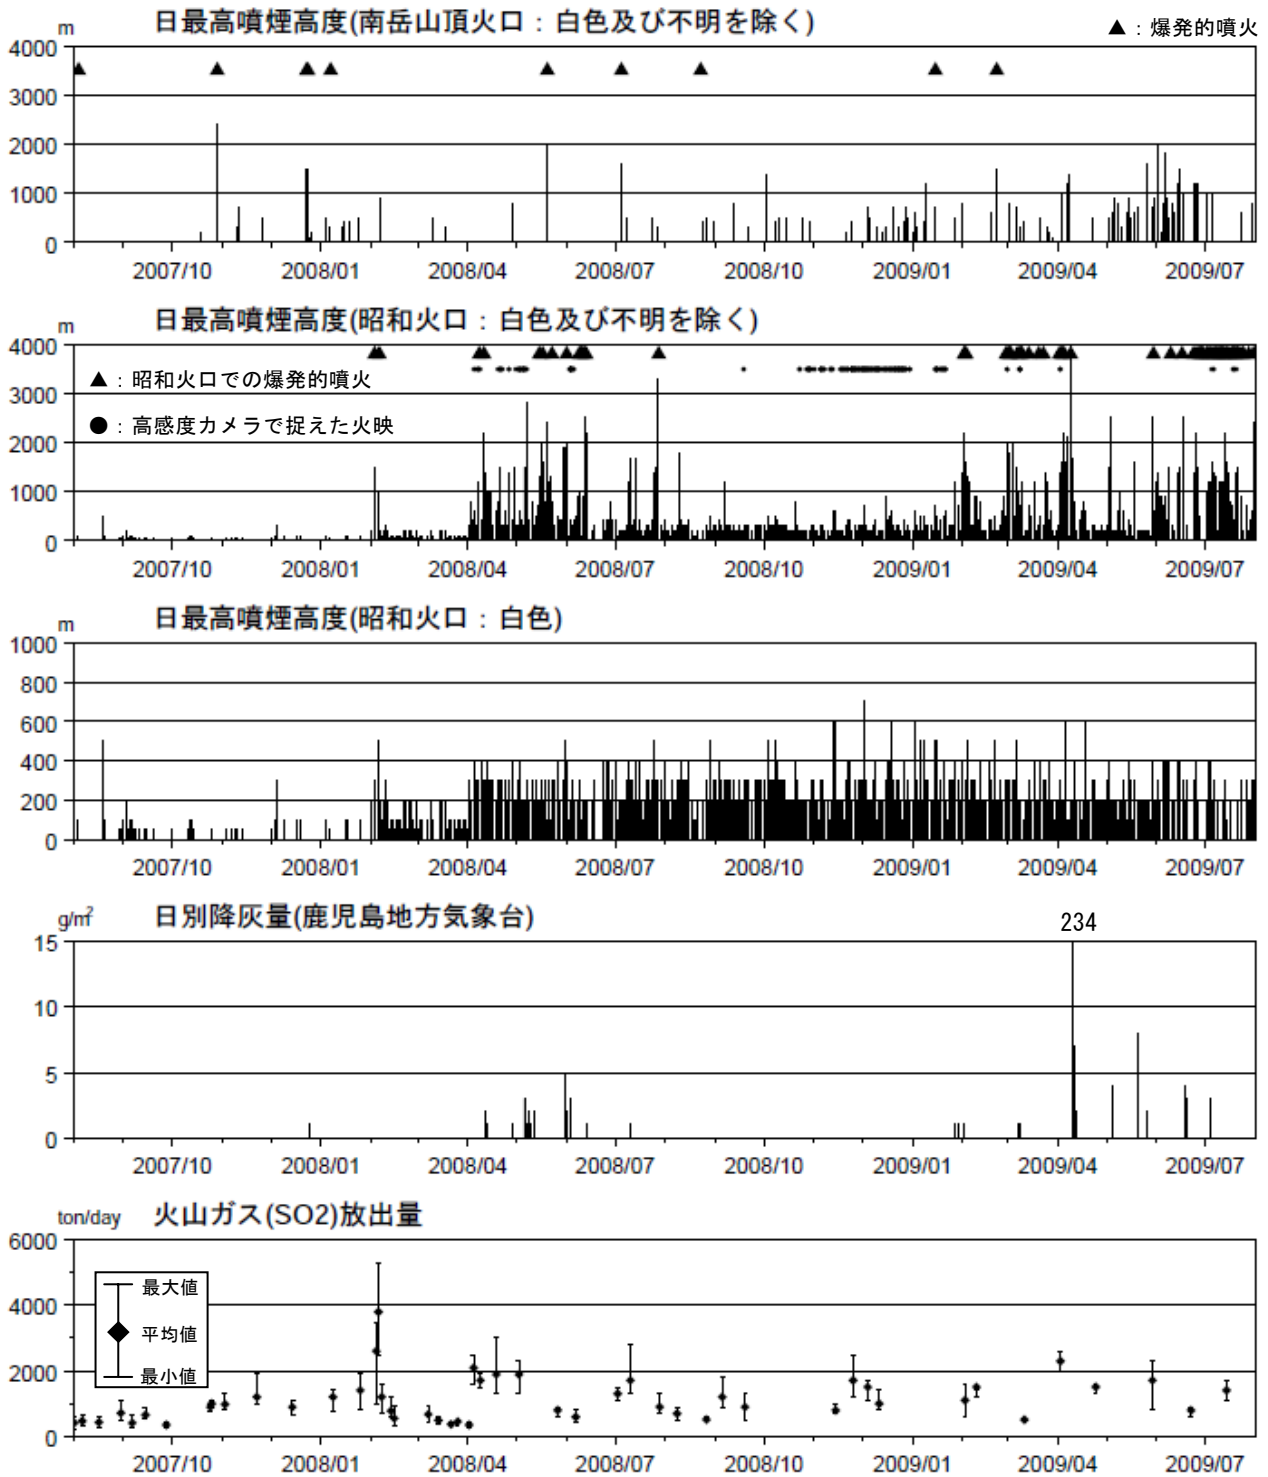 日最高噴煙高度(南岳山頂火口：白色及び不明を除く)
▲：爆発的噴火
m
4000
3000
2000
1000
0
2007/10 2008/01 2008/04 2008/07 2008/10 2009/01 2009/04 2009/07
日最高噴煙高度(昭和火口：白色及び不明を除く)
m
4000
▲：昭和火口での爆発的噴火
3000
●：高感度カメラで捉えた火映
2000
1000
0
2007/10 2008/01 2008/04 2008/07 2008/10 2009/01 2009/04 2009/07
日最高噴煙高度(昭和火口：白色)
m
1000
800
600
400
200
0
2007/10 2008/01 2008/04 2008/07 2008/10 2009/01 2009/04 2009/07
日別降灰量(鹿児島地方気象台)
g/㎡
234
15
10
5
0
2007/10 2008/01 2008/04 2008/07 2008/10 2009/01 2009/04 2009/07
火山ガス(SO2)放出量
ton/day
6000
最大値
4000
平均値
最小値
2000
0
2007/10 2008/01 2008/04 2008/07 2008/10 2009/01 2009/04 2009/07